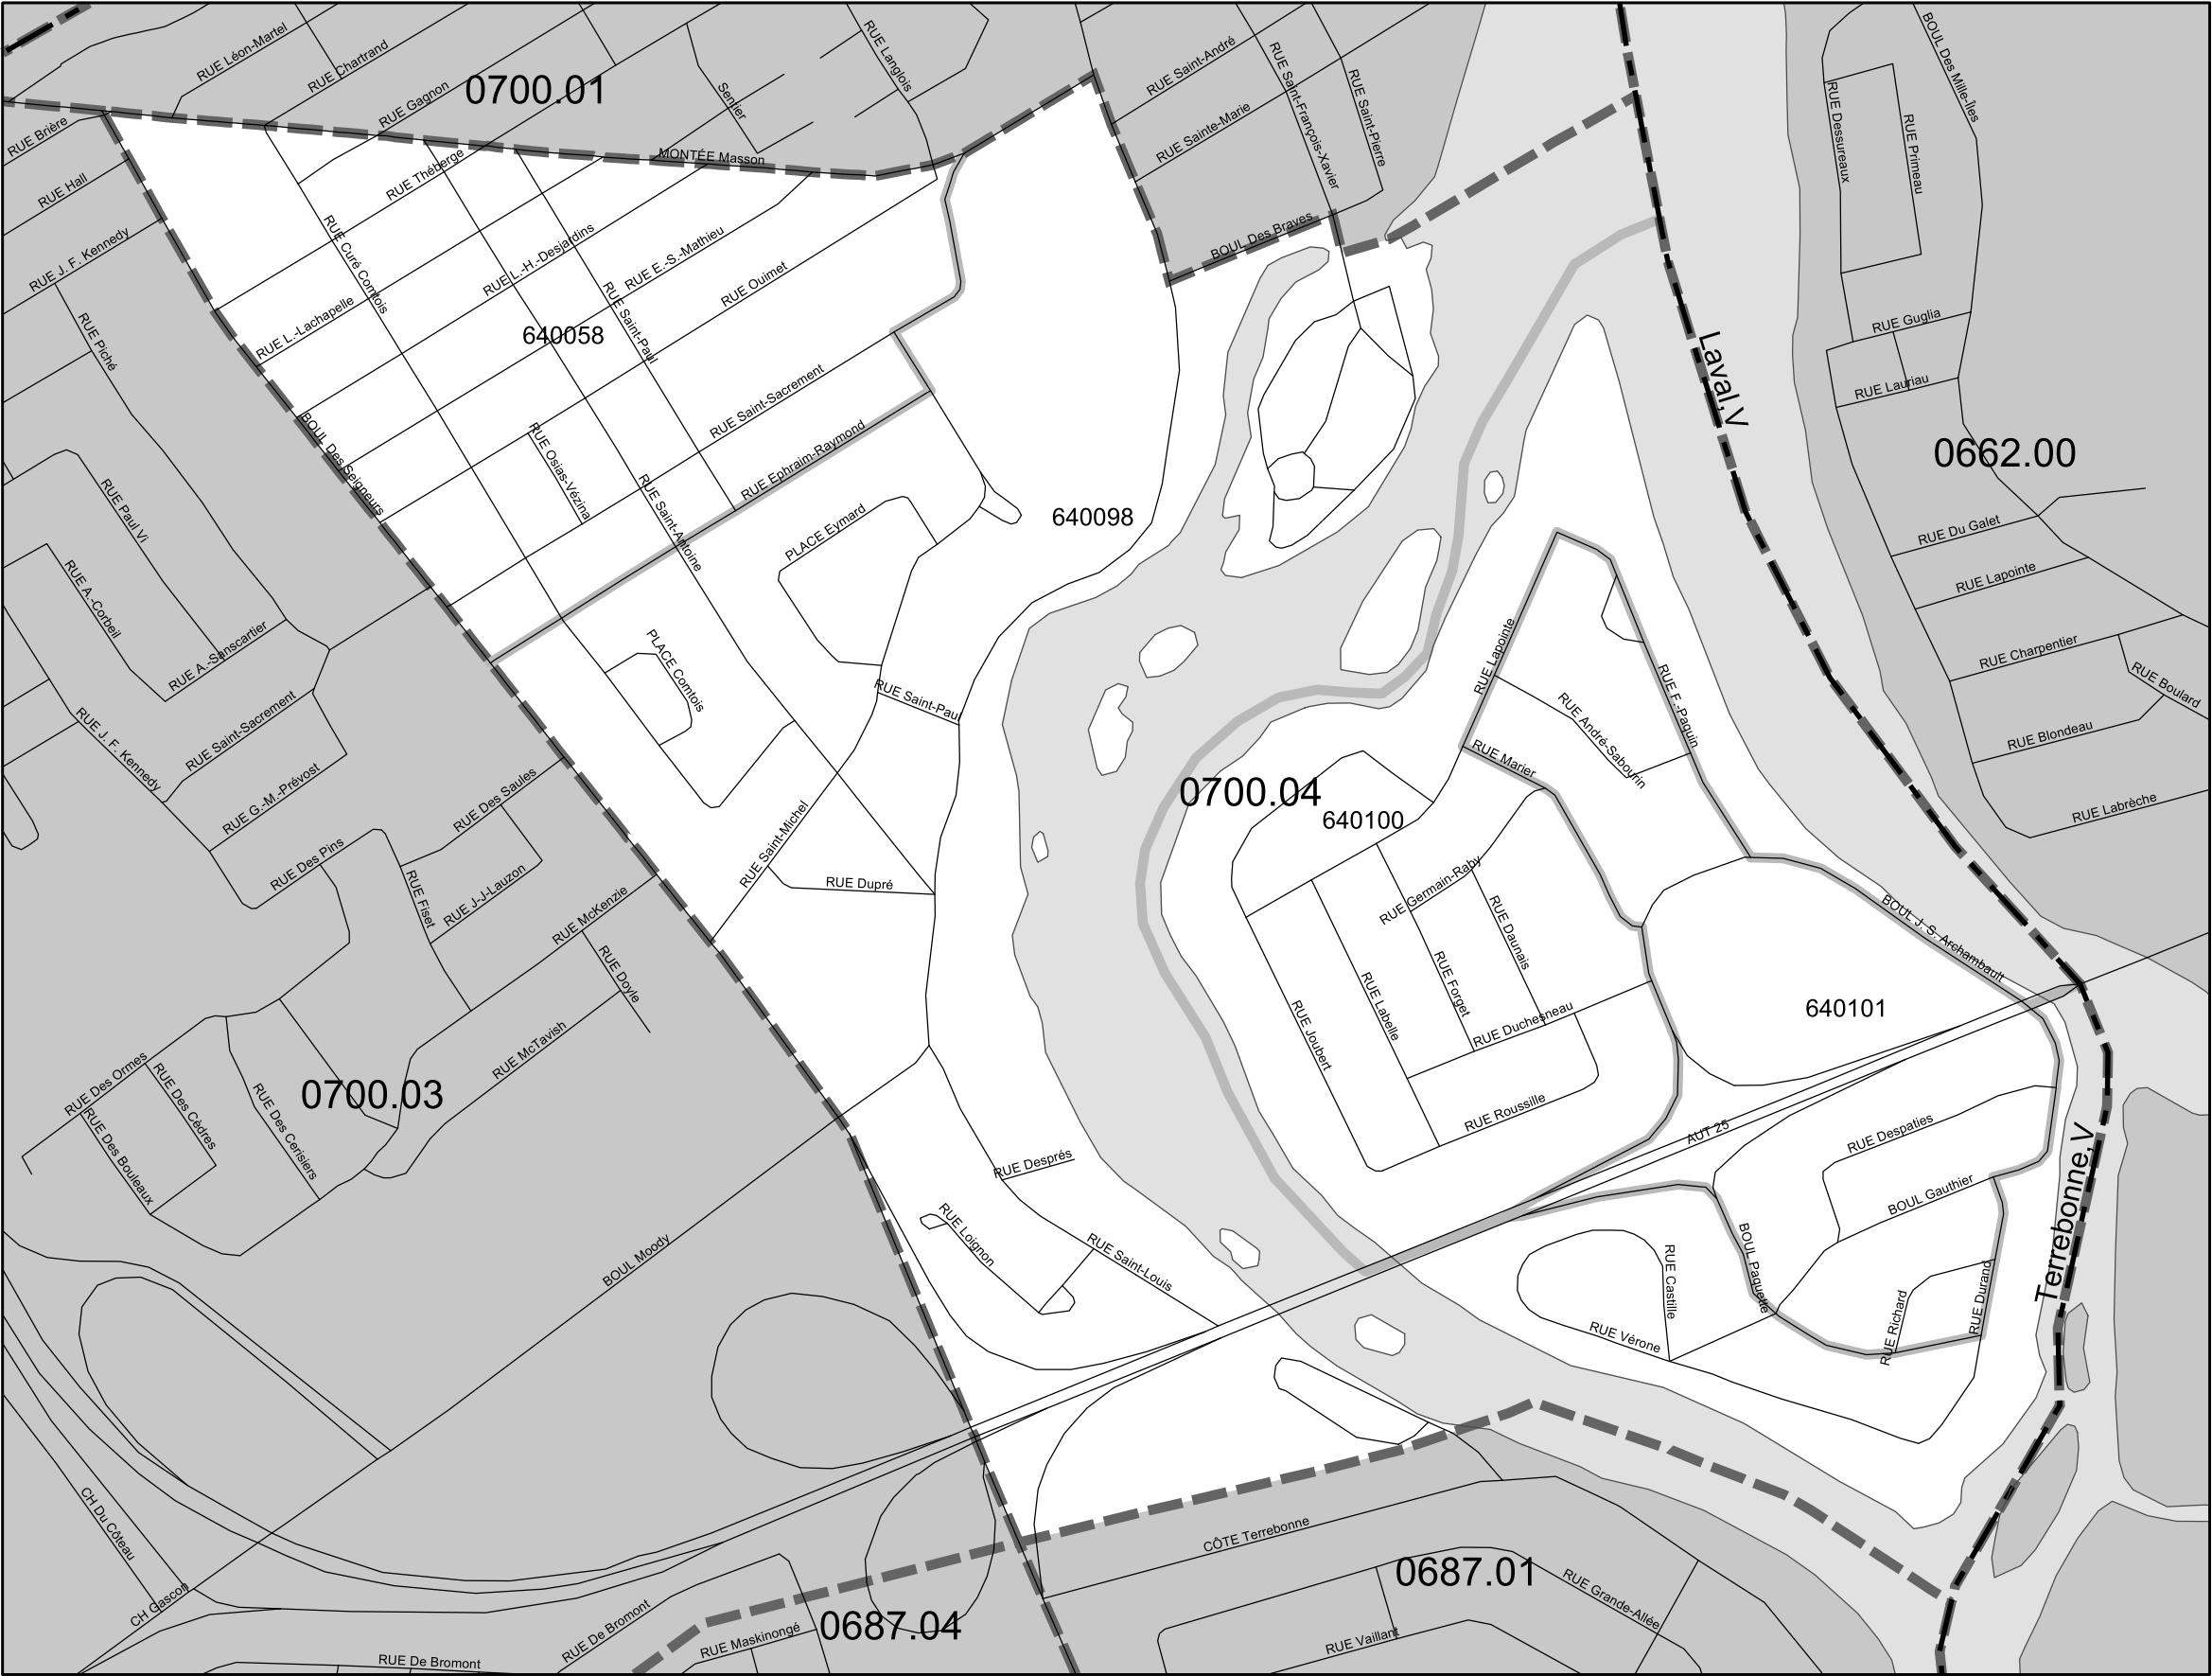 RUE Léon-Martel
RUE Chartrand
RUE Gagnon
0700.01
Sentier
RUE Langlois
RUE Saint-André
RUE Sainte-Marie
RUE Saint-François-Xavier
RUE Saint-Pierre
BOUL Des Mille-Îles
RUE Dessureaux
RUE Primeau
RUE Brière
RUE Hall
RUE J. F. Kennedy
RUE Théberge
MONTÉE Masson
RUE Curé Comtois
RUE L.-H.-Desjardins
RUE E.-S.-Mathieu
RUE Ouimet
BOUL Des Braves
RUE L.-Lachapelle
640058
RUE Saint-Paul
RUE Piché
Laval,V
RUE Guglia
RUE Lauriau
0662.00
BOUL Des Seigneurs
RUE Osias-Vézina
RUE Saint-Sacrement
RUE Ephraim-Raymond
RUE Saint-Antoine
PLACE Eymard
640098
RUE Paul VI
RUE A.-Corbeil
RUE A.-Sanscartier
RUE Du Galet
RUE Lapointe
RUE Charpentier
RUE Boulard
RUE Blondeau
RUE Labrèche
PLACE Comtois
RUE Saint-Paul
RUE Lapointe
RUE F.-Paquin
RUE André-Sabourin
RUE Marier
RUE J. F. Kennedy
RUE Saint-Sacrement
RUE G.-M.-Prévost
RUE Des Saules
RUE Des Pins
RUE Fiset
RUE J-J-Lauzon
RUE McKenzie
RUE Doyle
RUE McTavish
RUE Saint-Michel
RUE Dupré
0700.04
640100
RUE Germain-Raby
RUE Daunais
RUE Forget
RUE Labelle
RUE Joubert
RUE Duchesneau
RUE Roussille
BOUL J. S. Archambault
640101
AUT 25
RUE Des Ormes
RUE Des Cèdres
RUE Des Bouleaux
RUE Des Cerisiers
0700.03
RUE Després
RUE Loignon
RUE Saint-Louis
BOUL Moody
RUE Despaties
BOUL Gauthier
BOUL Paquette
RUE Castille
RUE Vérone
RUE Richard
RUE Durand
Terrebonne,V
CH Du Côteau
CH Gascon
RUE De Bromont
RUE De Bromont
RUE Maskinongé
0687.04
CÔTE Terrebonne
0687.01
RUE Grande-Allée
RUE Vaillant